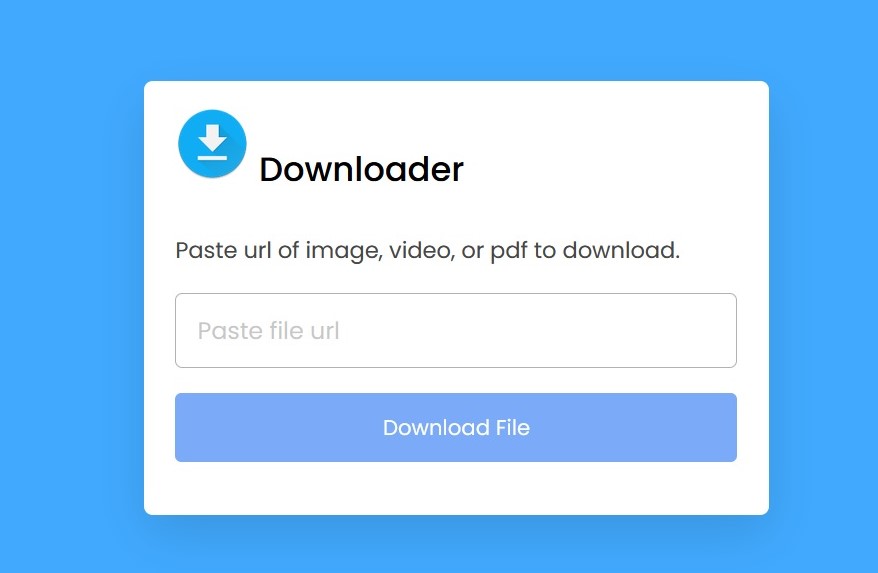 Downloader
Paste url of image, video, or pdf to download.
Paste file url
Download File